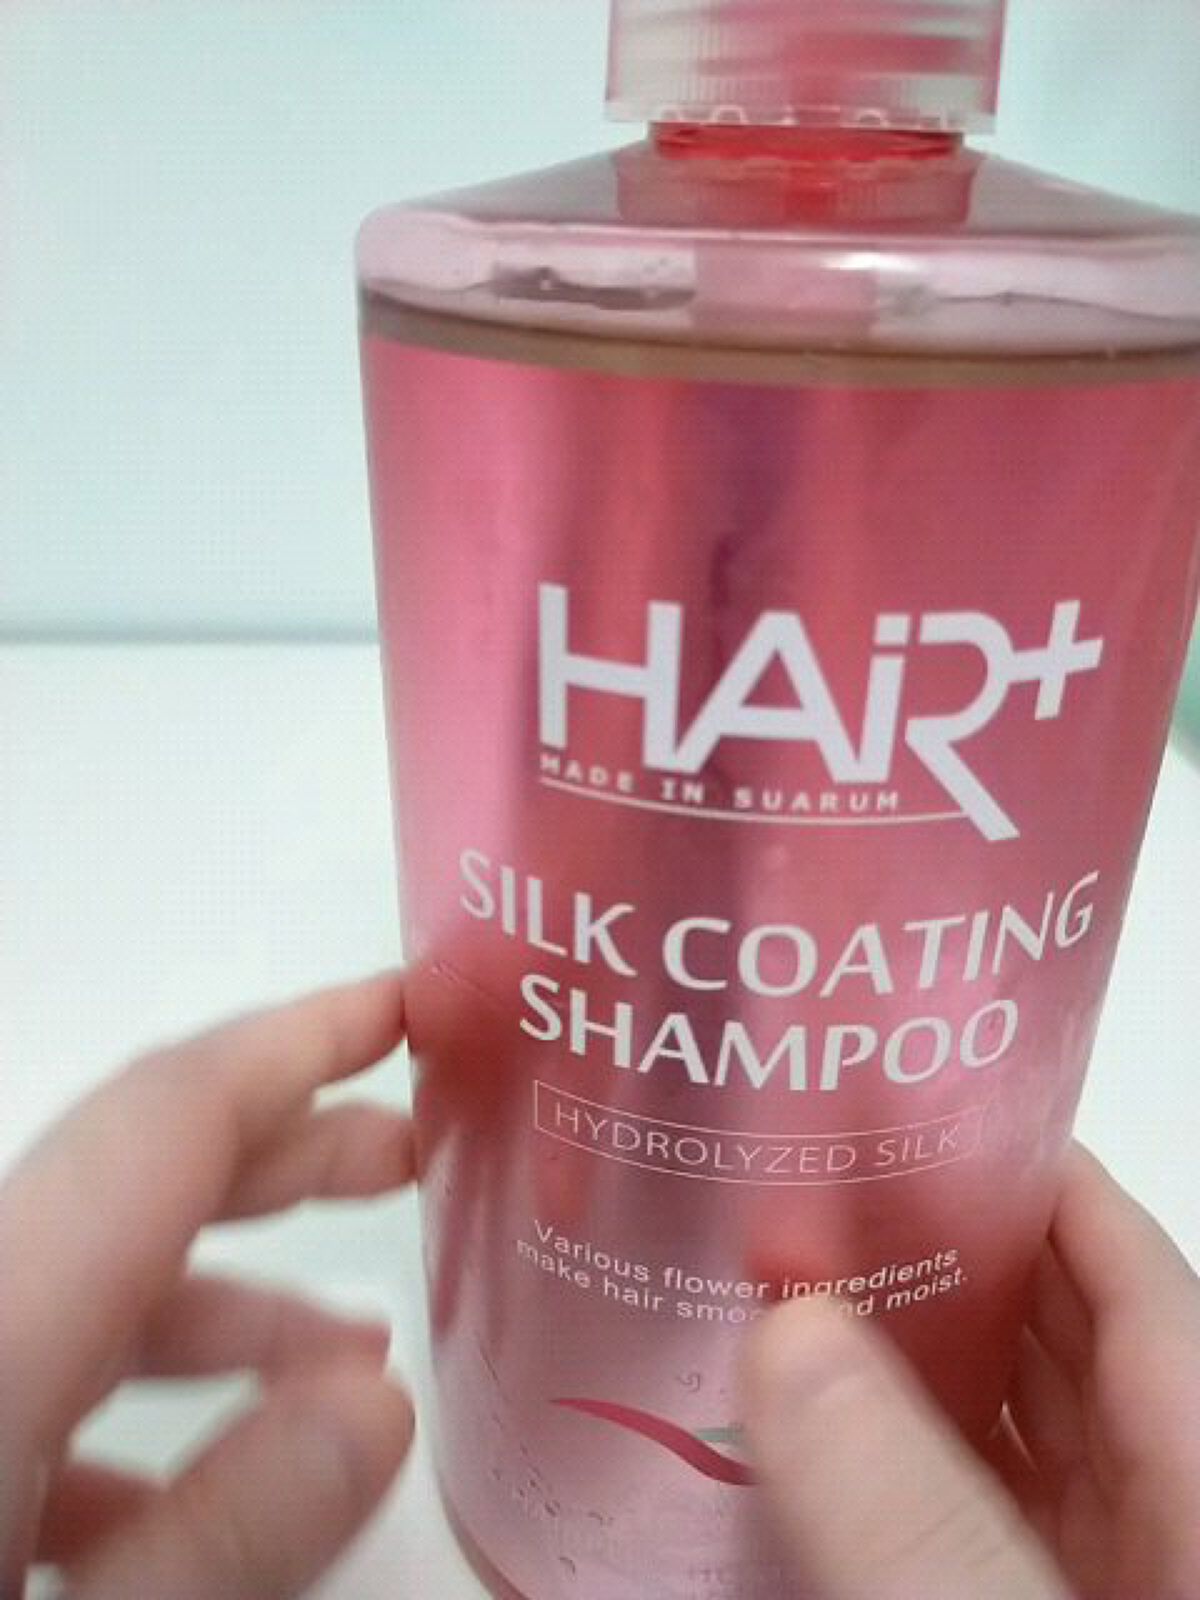 HAiR+
MADE IN SUARUM
SILK COATING
SHAMPOO
HYDROLYZED SILK
Various flower ingredients
make hair moist.